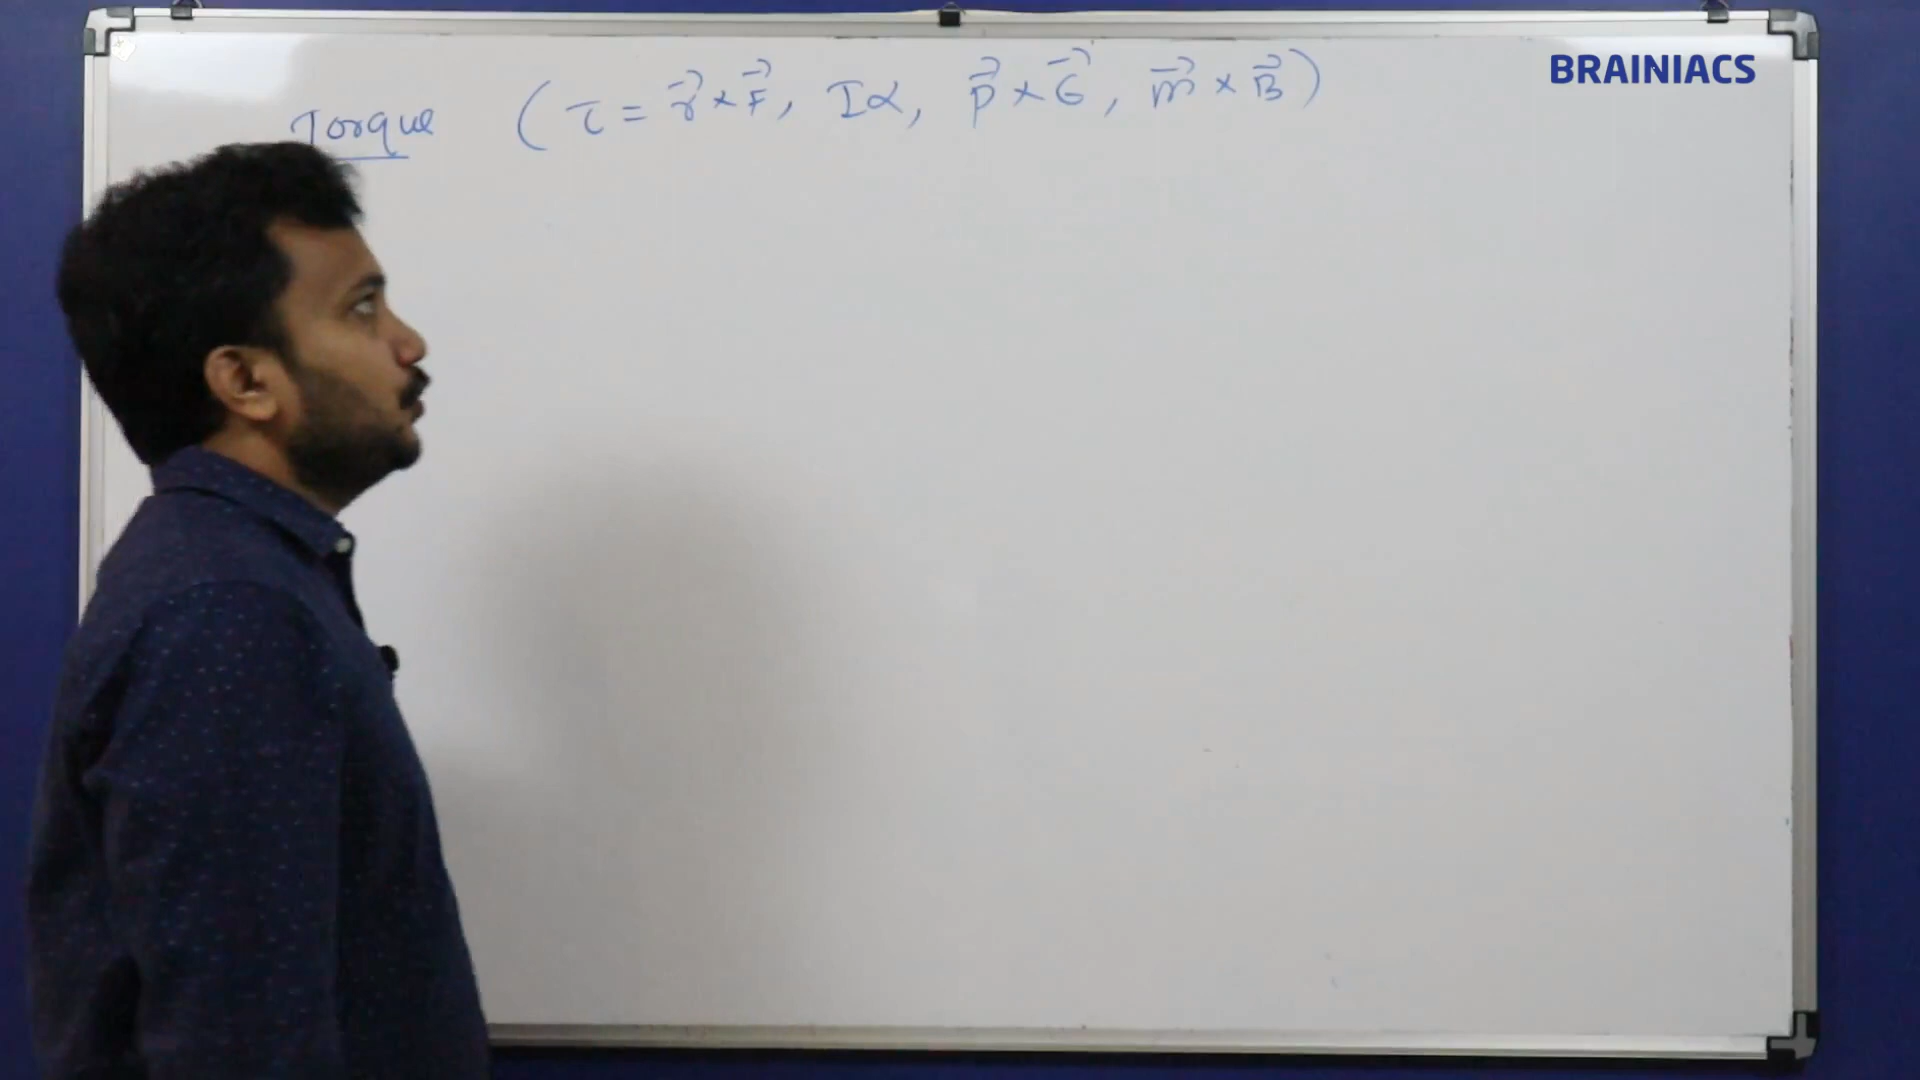 BRAINIACS
Torque (τ = r⃗ × F⃗, Iα, p⃗ × E⃗, m⃗ × B⃗)